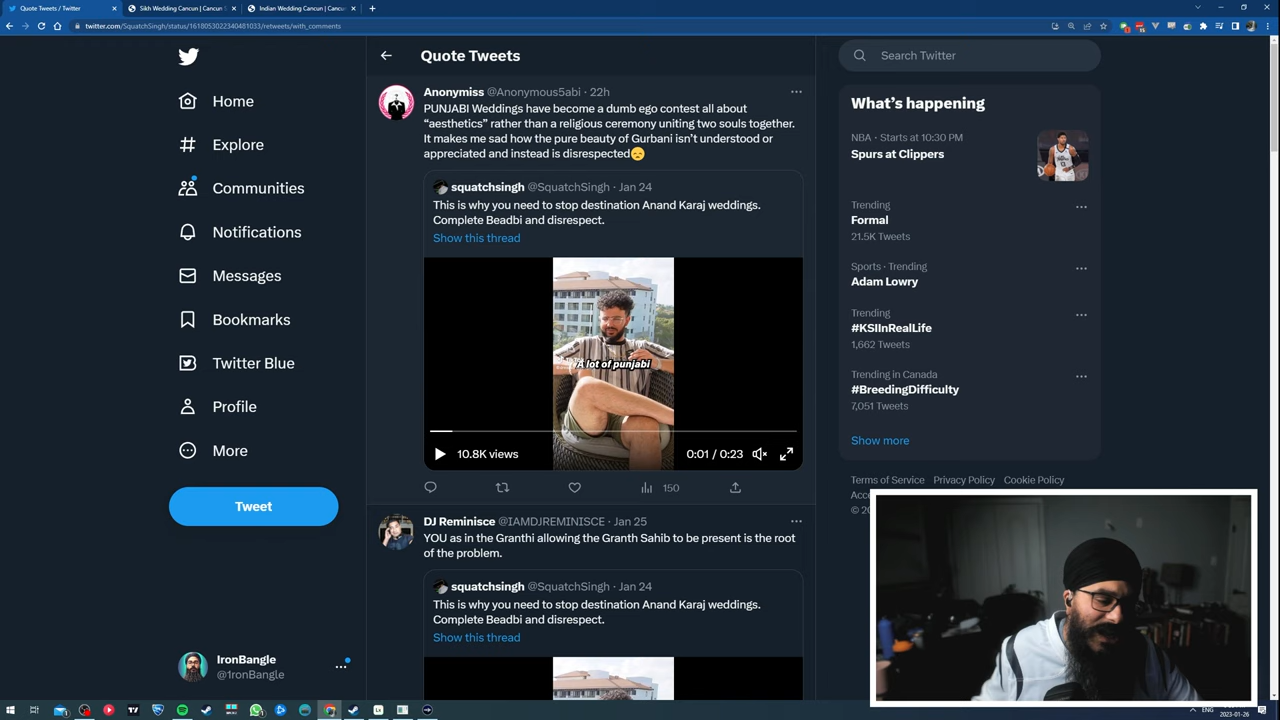 Quote Tweets / Twitter
Sikh Wedding Cancun | Cancun S
Indian Wedding Cancun | Cancu
twitter.com/SquatchSingh/status/1618053022340481033/retweets/with_comments
Home
Explore
Communities
Notifications
Messages
Bookmarks
Twitter Blue
Profile
More
Tweet
IronBangle
@1ronBangle
Quote Tweets
Anonymiss @Anonymous5abi · 22h
PUNJABI Weddings have become a dumb ego contest all about
“aesthetics” rather than a religious ceremony uniting two souls together.
It makes me sad how the pure beauty of Gurbani isn’t understood or
appreciated and instead is disrespected😔
squatchsingh @SquatchSingh · Jan 24
This is why you need to stop destination Anand Karaj weddings.
Complete Beadbi and disrespect.
Show this thread
A lot of punjabi
10.8K views
0:01 / 0:23
150
DJ Reminisce @IAMDJREMINISCE · Jan 25
YOU as in the Granthi allowing the Granth Sahib to be present is the root
of the problem.
squatchsingh @SquatchSingh · Jan 24
This is why you need to stop destination Anand Karaj weddings.
Complete Beadbi and disrespect.
Show this thread
Search Twitter
What’s happening
NBA · Starts at 10:30 PM
Spurs at Clippers
Trending
Formal
21.5K Tweets
Sports · Trending
Adam Lowry
Trending
#KSIInRealLife
1,662 Tweets
Trending in Canada
#BreedingDifficulty
7,051 Tweets
Show more
Terms of Service Privacy Policy Cookie Policy
Acc
© 20
ENG
2023-01-26